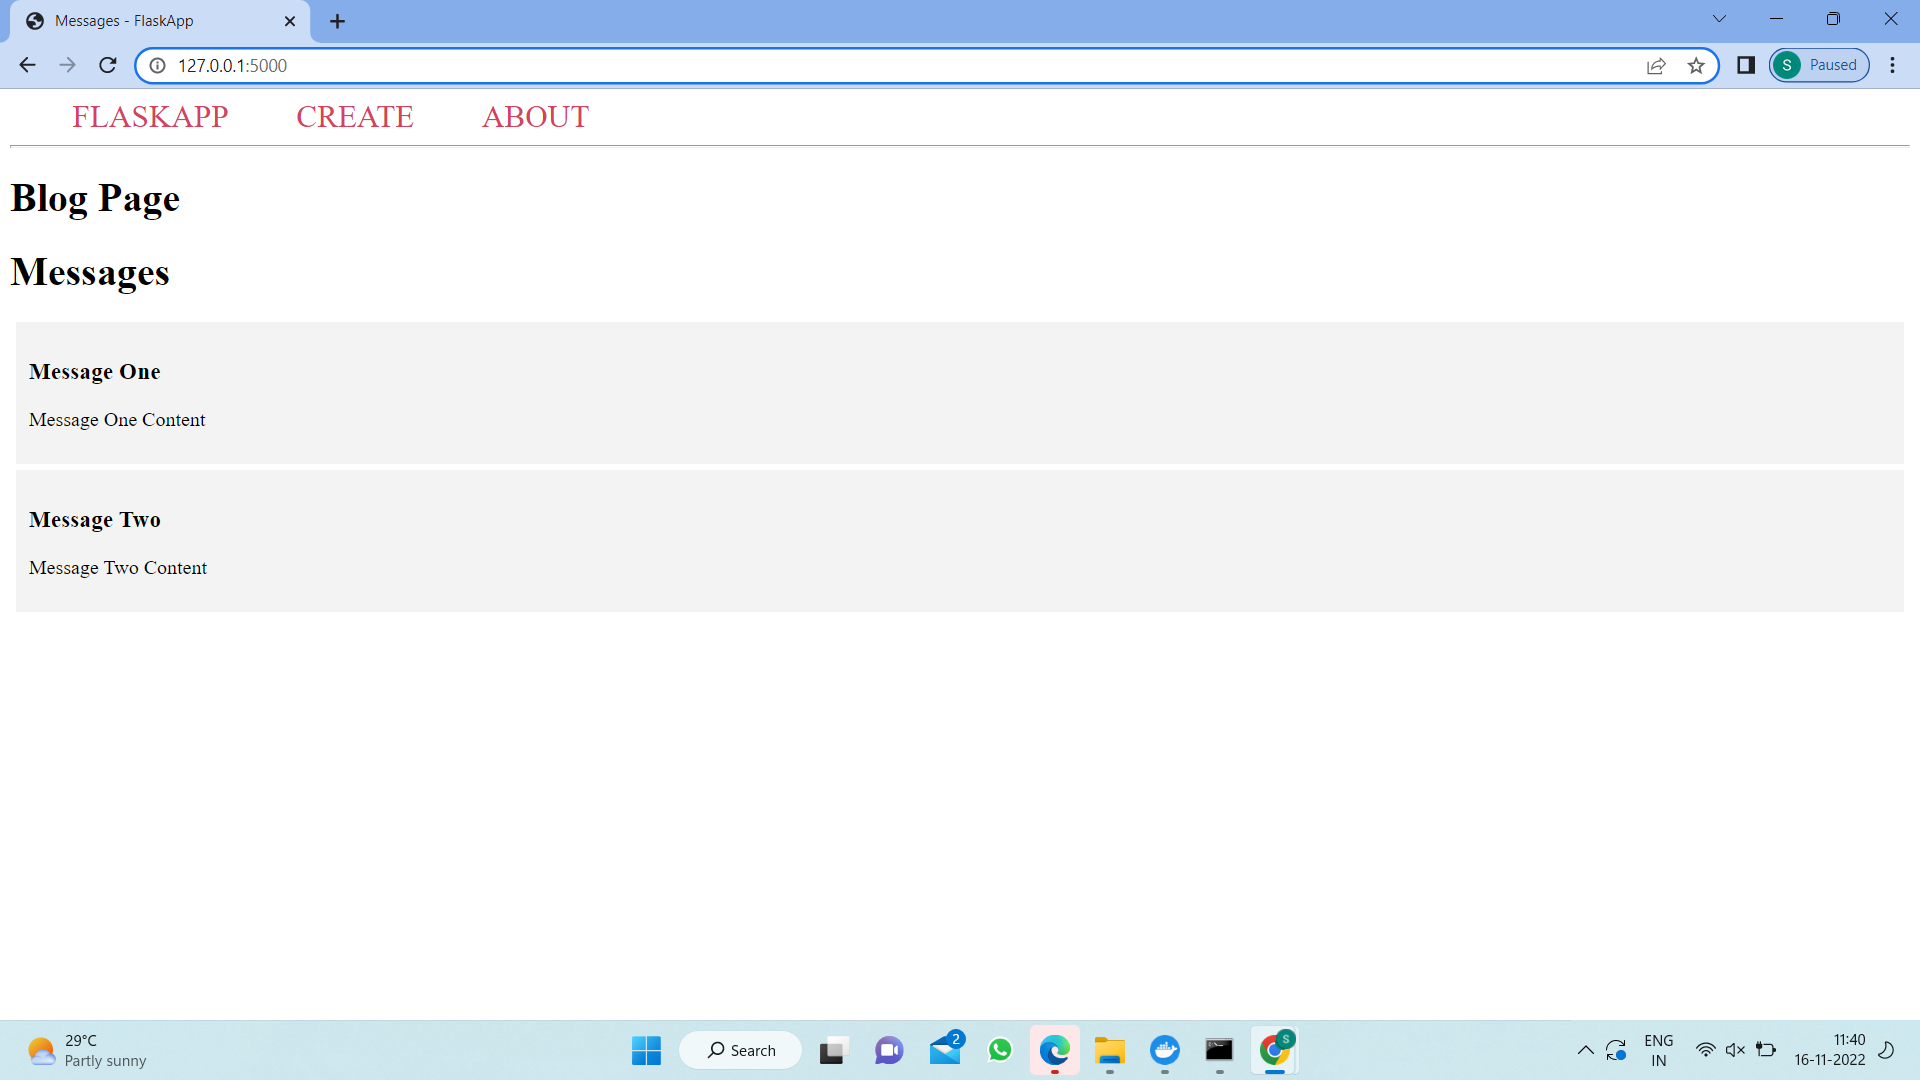 Messages - FlaskApp
127.0.0.1:5000
S Paused
FLASKAPP CREATE ABOUT
Blog Page
Messages
Message One
Message One Content
Message Two
Message Two Content
29°C
Partly sunny
Search
2
S
ENG
IN
11:40
16-11-2022